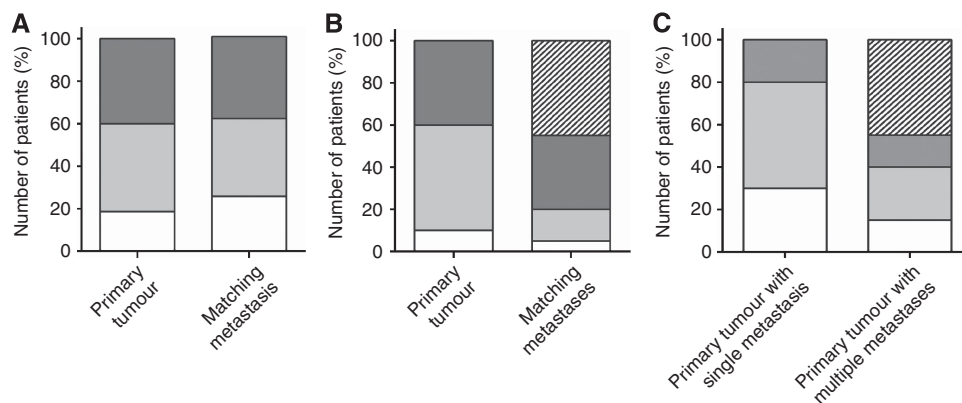 A
Number of patients (%)
100
80
60
40
20
0
Primary
tumour
Matching
metastasis
B
Number of patients (%)
100
80
60
40
20
0
Primary
tumour
Matching
metastases
C
Number of patients (%)
100
80
60
40
20
0
Primary tumour with
single metastasis
Primary tumour with
multiple metastases